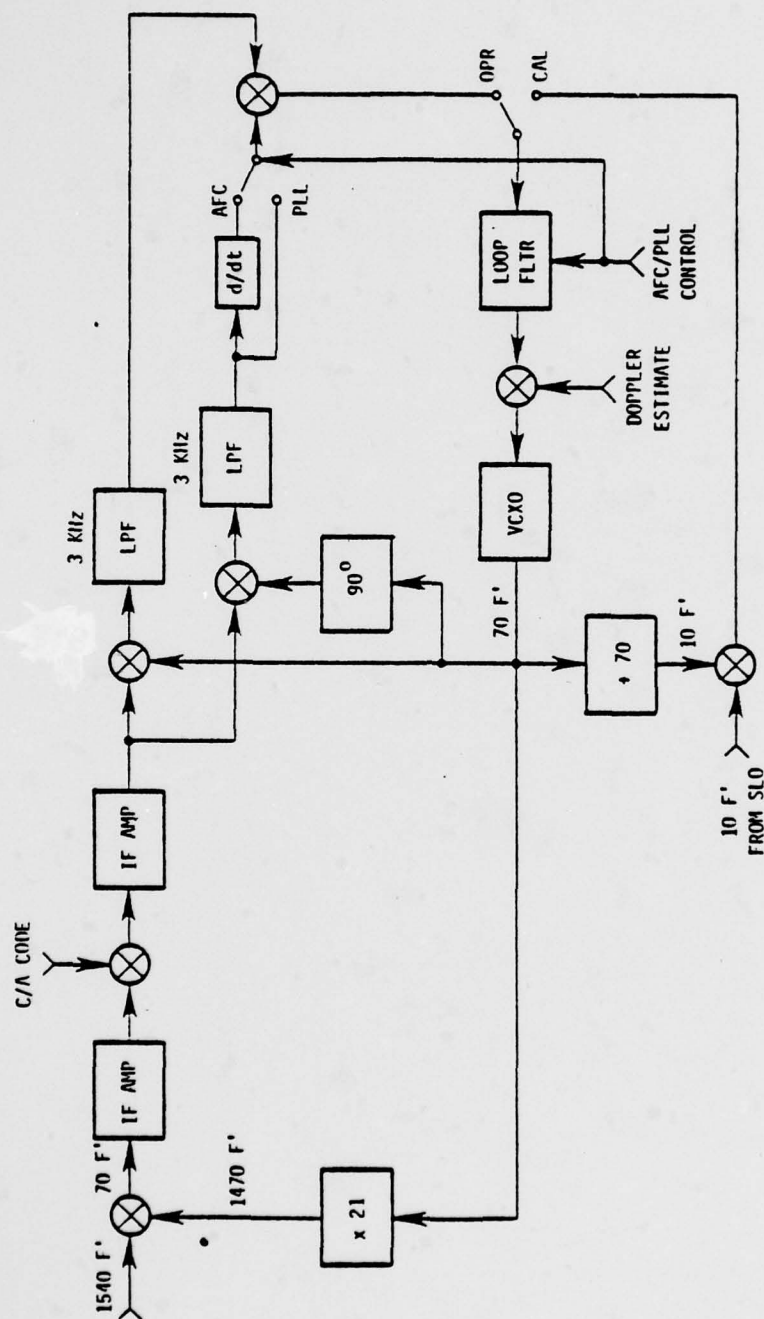 3 KHz
LPF
OPR
CAL
AFC
PLL
d/dt
3 KHz
LPF
LOOP
FLTR
AFC/PLL
CONTROL
DOPPLER
ESTIMATE
VCXO
90°
70 F'
+ 70
10 F'
10 F'
FROM SLO
C/A CODE
IF AMP
IF AMP
70 F'
1540 F'
1470 F'
x 21